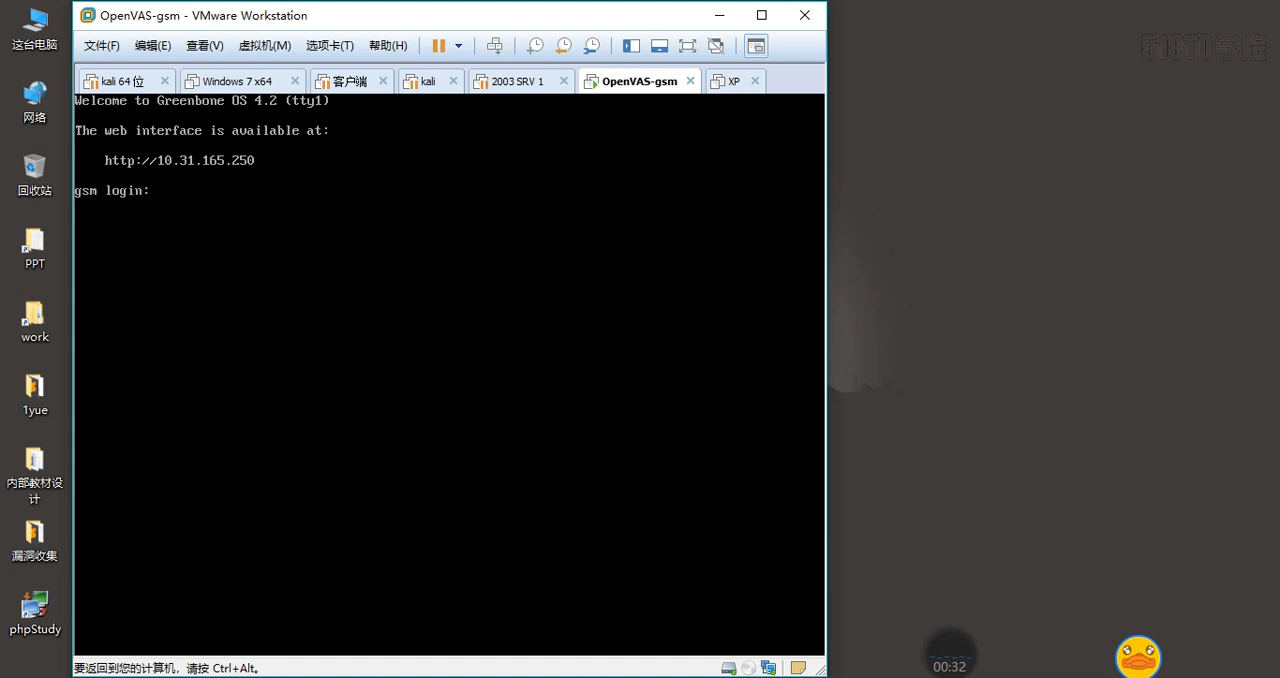 OpenVAS-gsm - VMware Workstation
文件(F) 编辑(E) 查看(V) 虚拟机(M) 选项卡(T) 帮助(H)
kali 64 位 Windows 7 x64 客户端 kali 2003 SRV 1 OpenVAS-gsm XP
Welcome to Greenbone OS 4.2 (tty1)
The web interface is available at:
http://10.31.165.250
gsm login:
要返回到您的计算机，请按 Ctrl+Alt。
这台电脑
网络
回收站
PPT
work
1yue
内部教材设
计
漏洞收集
phpStudy
00:32